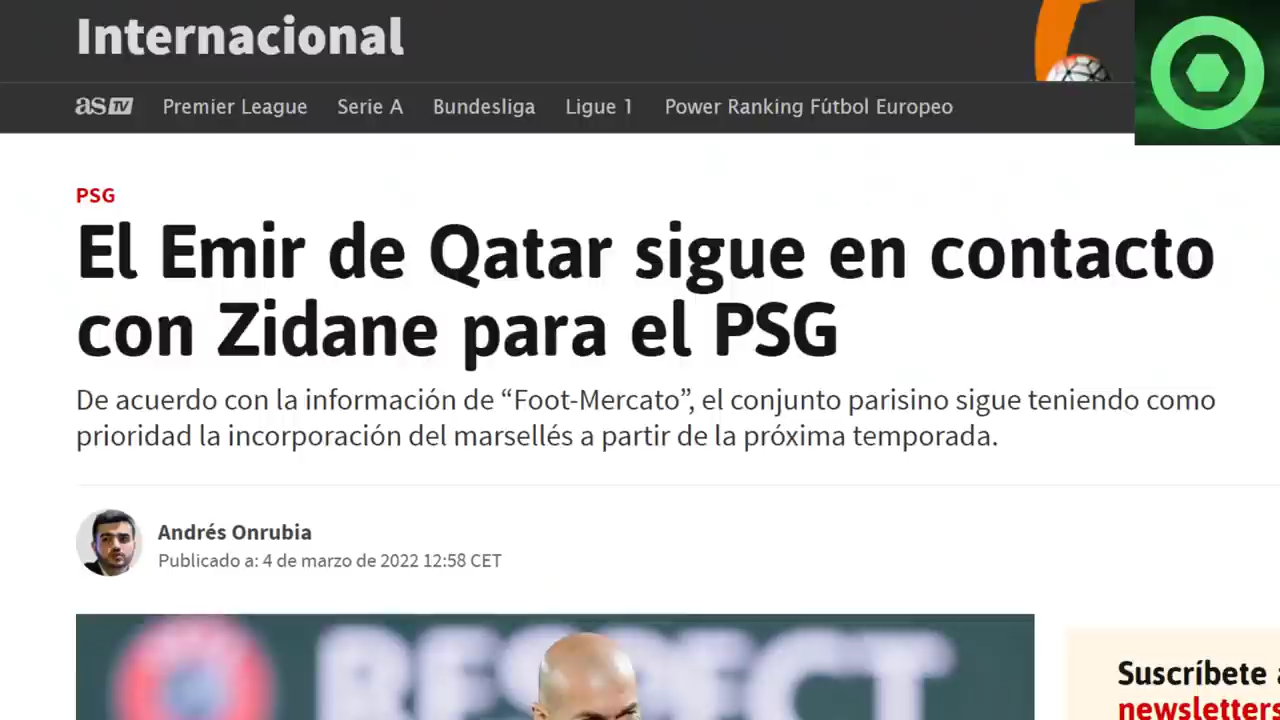 Internacional
as TV Premier League Serie A Bundesliga Ligue 1 Power Ranking Fútbol Europeo
PSG
El Emir de Qatar sigue en contacto
con Zidane para el PSG
De acuerdo con la información de “Foot-Mercato”, el conjunto parisino sigue teniendo como
prioridad la incorporación del marsellés a partir de la próxima temporada.
Andrés Onrubia
Publicado a: 4 de marzo de 2022 12:58 CET
RESPECT
Suscríbete a
newsletters